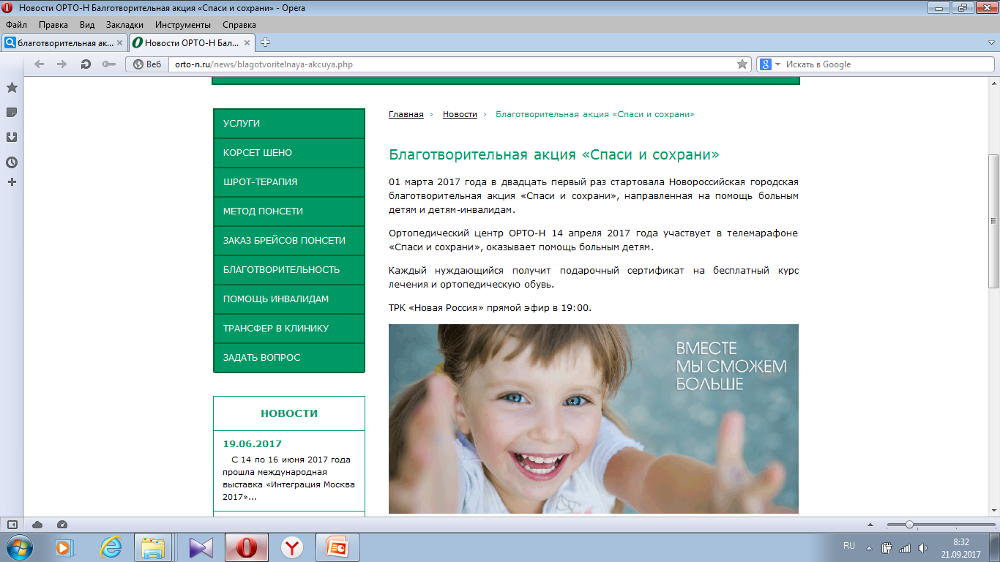 Новости ОРТО-Н Балготворительная акция «Спаси и сохрани» - Opera
Файл Правка Вид Закладки Инструменты Справка
благотворительная ак...
Новости ОРТО-Н Бал...
Веб
orto-n.ru/news/blagotvoritelnaya-akcuya.php
Искать в Google
УСЛУГИ
КОРСЕТ ШЕНО
ШРОТ-ТЕРАПИЯ
МЕТОД ПОНСЕТИ
ЗАКАЗ БРЕЙСОВ ПОНСЕТИ
БЛАГОТВОРИТЕЛЬНОСТЬ
ПОМОЩЬ ИНВАЛИДАМ
ТРАНСФЕР В КЛИНИКУ
ЗАДАТЬ ВОПРОС
НОВОСТИ
19.06.2017
С 14 по 16 июня 2017 года
прошла международная
выставка «Интеграция Москва
2017»...
Главная › Новости › Благотворительная акция «Спаси и сохрани»
Благотворительная акция «Спаси и сохрани»
01 марта 2017 года в двадцать первый раз стартовала Новороссийская городская
благотворительная акция «Спаси и сохрани», направленная на помощь больным
детям и детям-инвалидам.
Ортопедический центр ОРТО-Н 14 апреля 2017 года участвует в телемарафоне
«Спаси и сохрани», оказывает помощь больным детям.
Каждый нуждающийся получит подарочный сертификат на бесплатный курс
лечения и ортопедическую обувь.
ТРК «Новая Россия» прямой эфир в 19:00.
ВМЕСТЕ
МЫ СМОЖЕМ
БОЛЬШЕ
RU
8:32
21.09.2017